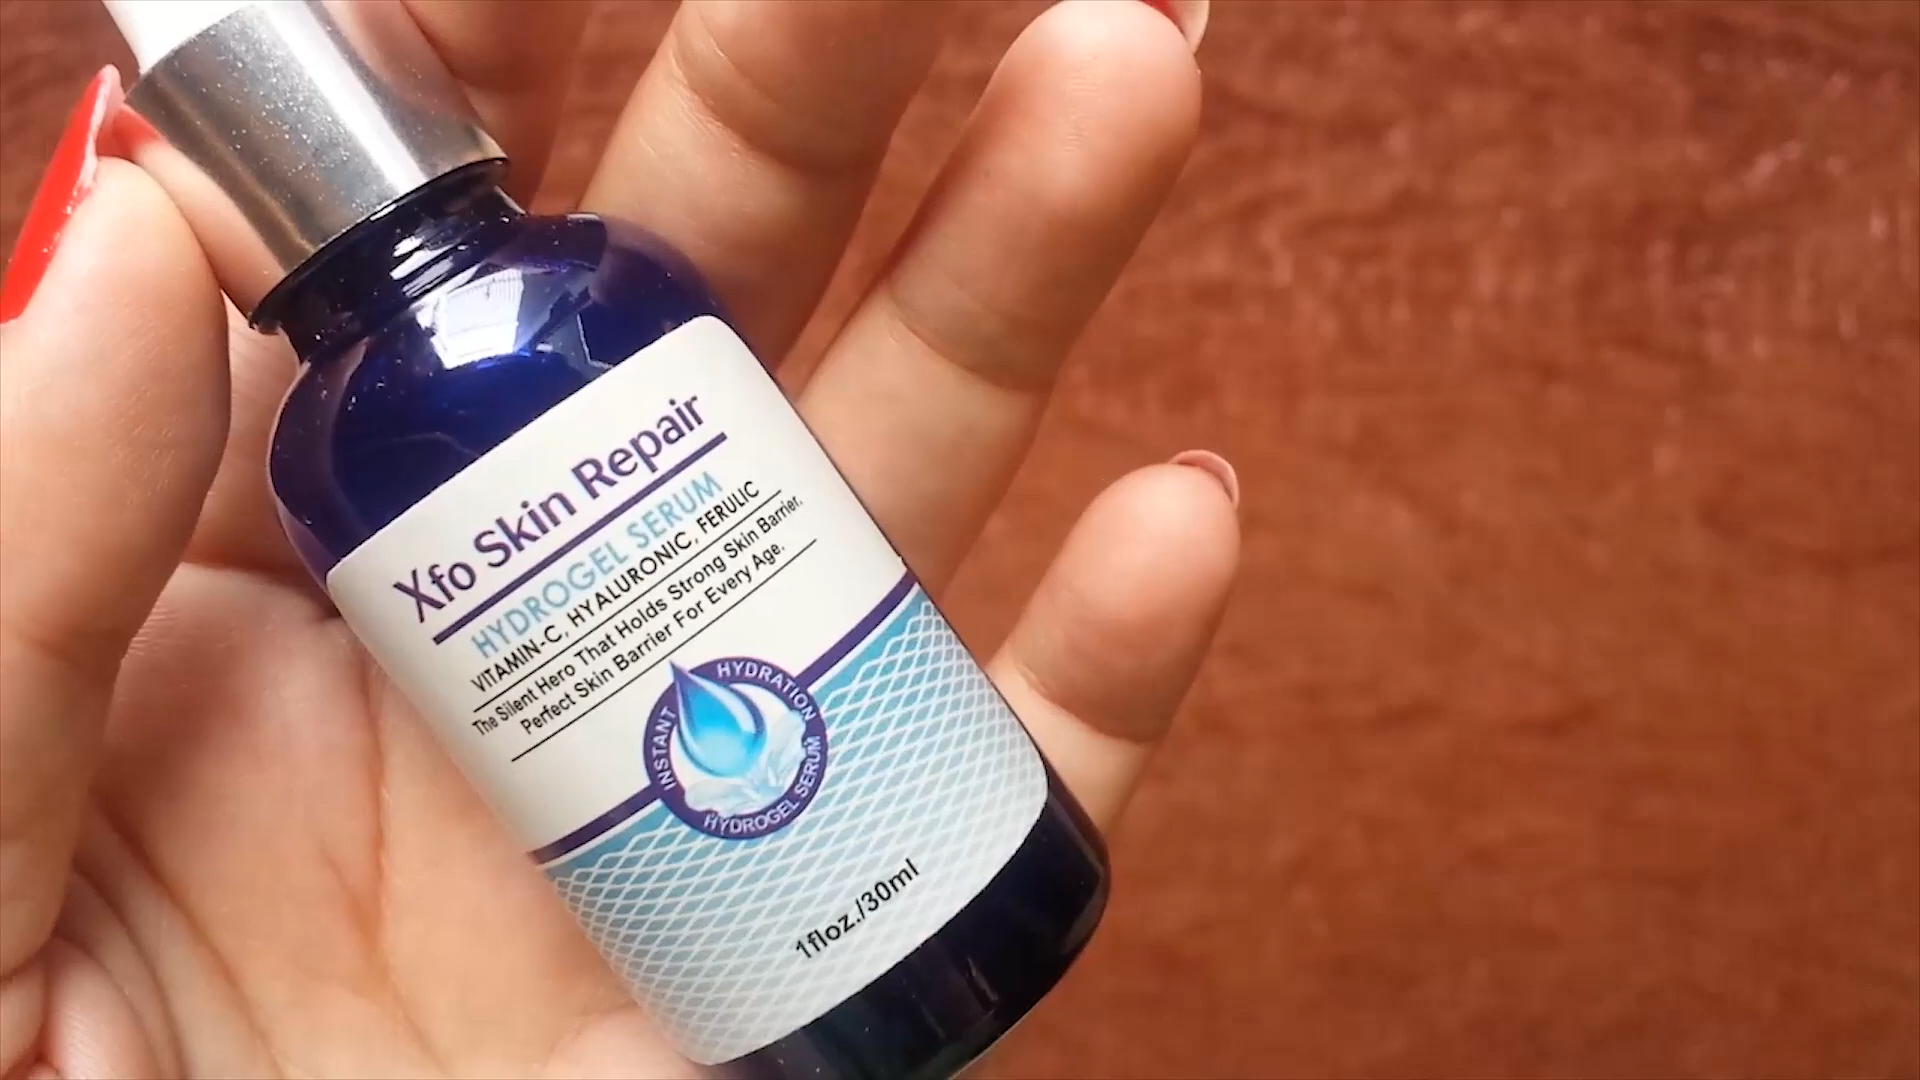 Xfo Skin Repair
HYDROGEL SERUM
VITAMIN-C, HYALURONIC, FERULIC
The Silent Hero That Holds Strong Skin Barrier.
Perfect Skin Barrier For Every Age.
INSTANT HYDRATION
HYDROGEL SERUM
1floz./30ml